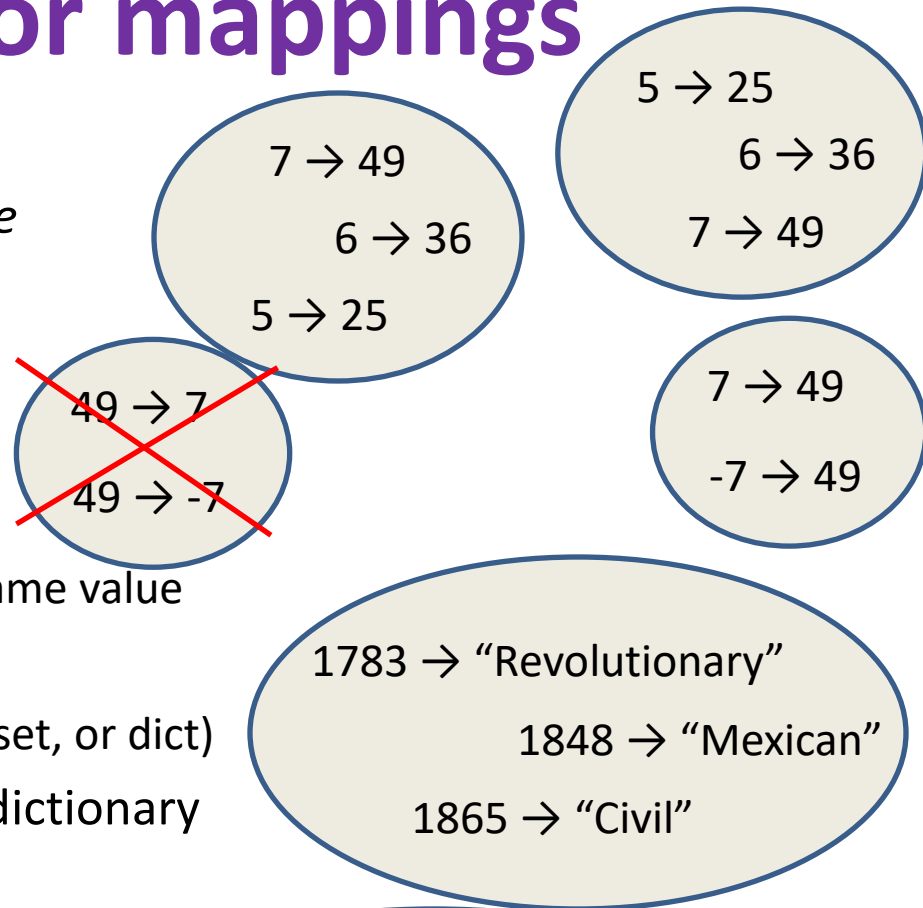 or mappings
5 → 25
6 → 36
7 → 49
7 → 49
6 → 36
5 → 25
e
49 → 7
49 → -7
7 → 49
-7 → 49
ame value
1783 → “Revolutionary”
1848 → “Mexican”
1865 → “Civil”
set, or dict)
dictionary